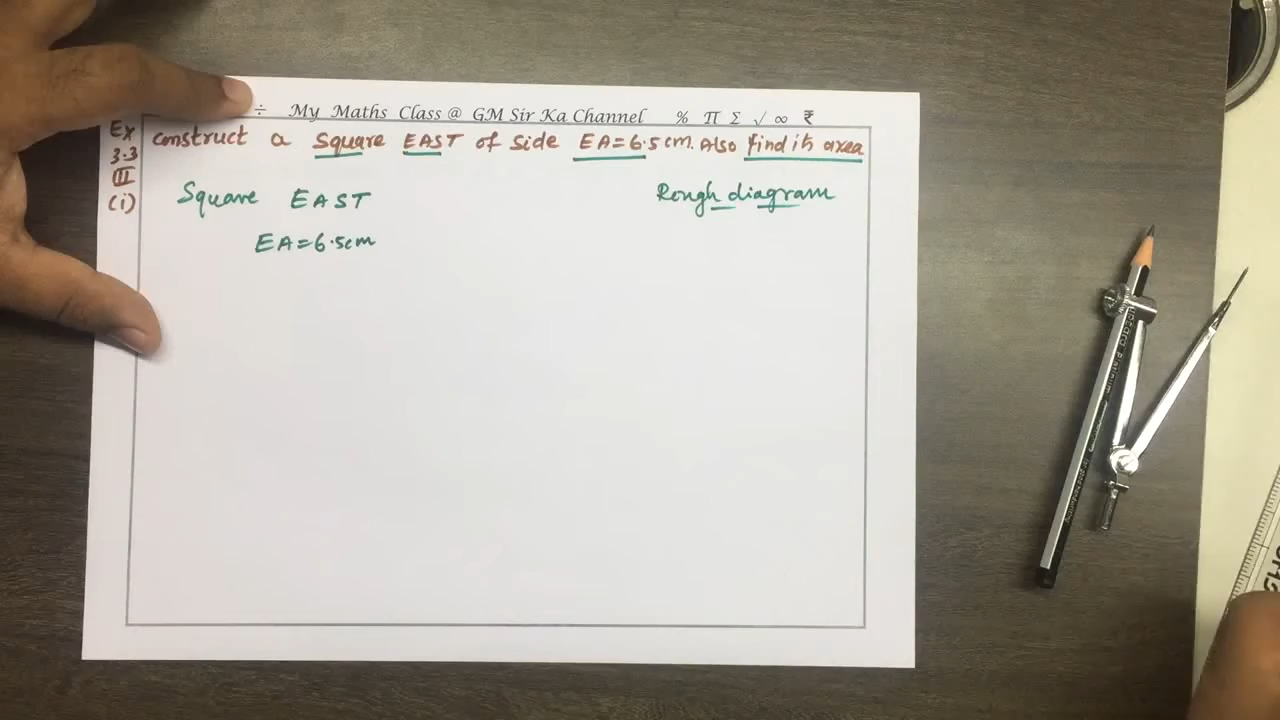 ÷ My Maths Class @ GM Sir Ka Channel % Π Σ √ ∞ ₹
Ex
3.3
III
(i)
construct a Square EAST of side EA=6.5cm. Also find its area
Square EAST
EA=6.5cm
Rough diagram